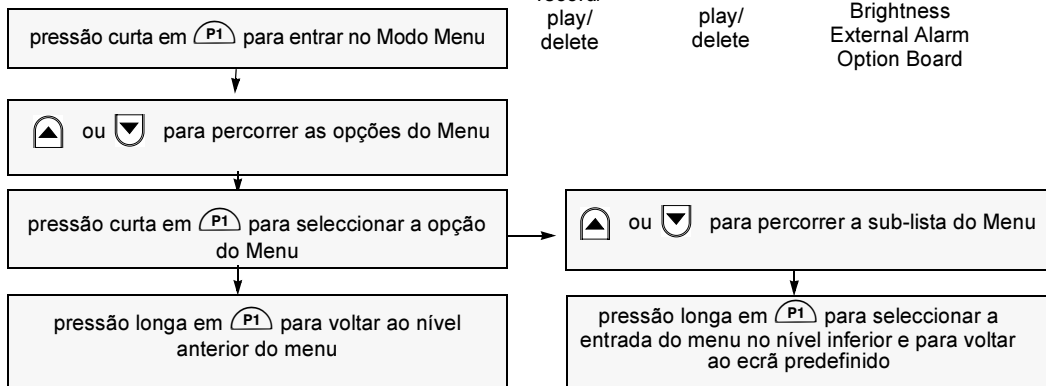 play/
delete
play/
delete
Brightness
External Alarm
Option Board
pressão curta em P1 para entrar no Modo Menu
ou para percorrer as opções do Menu
pressão curta em P1 para seleccionar a opção
do Menu
ou para percorrer a sub-lista do Menu
pressão longa em P1 para voltar ao nível
anterior do menu
pressão longa em P1 para seleccionar a
entrada do menu no nível inferior e para voltar
ao ecrã predefinido